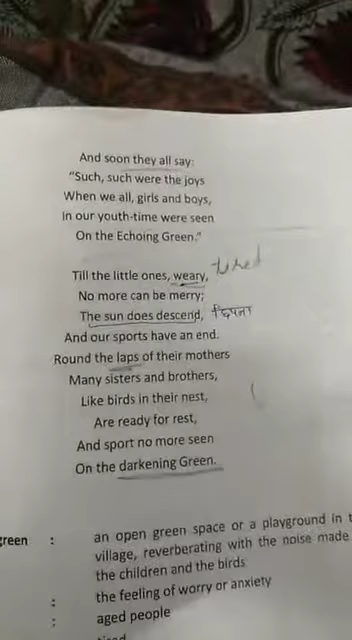 And soon they all say:
"Such, such were the joys
When we all, girls and boys,
In our youth-time were seen
On the Echoing Green."
Till the little ones, weary, tired
No more can be merry;
The sun does descend,
And our sports have an end.
Round the laps of their mothers
Many sisters and brothers,
Like birds in their nest,
Are ready for rest,
And sport no more seen
On the darkening Green.
green : an open green space or a playground in
village, reverberating with the noise made
the children and the birds
: the feeling of worry or anxiety
: aged people